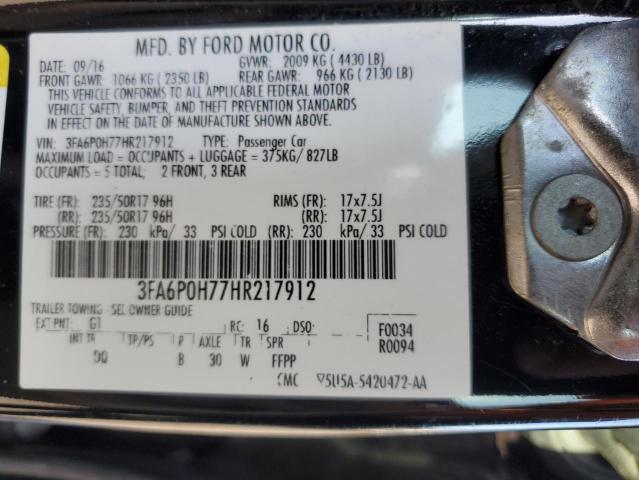 MFD. BY FORD MOTOR CO.
DATE: 09/16 GVWR: 2009 KG ( 4430 LB)
FRONT GAWR: 1066 KG ( 2350 LB) REAR GAWR: 966 KG ( 2130 LB)
THIS VEHICLE CONFORMS TO ALL APPLICABLE FEDERAL MOTOR
VEHICLE SAFETY, BUMPER, AND THEFT PREVENTION STANDARDS
IN EFFECT ON THE DATE OF MANUFACTURE SHOWN ABOVE.
VIN: 3FA6P0H77HR217912 TYPE: Passenger Car
MAXIMUM LOAD = OCCUPANTS + LUGGAGE = 375KG/ 827LB
OCCUPANTS = 5 TOTAL: 2 FRONT, 3 REAR
TIRE (FR): 235/50R17 96H RIMS (FR): 17x7.5J
(RR): 235/50R17 96H (RR): 17x7.5J
PRESSURE (FR): 230 kPa/ 33 PSI COLD (RR): 230 kPa/ 33 PSI COLD
3FA6P0H77HR217912
TRAILER TOWING - SEE OWNER GUIDE
EXT PNT: G1 RC: 16 DSO: F0034
INT TR TP/PS R AXLE TR SPR R0094
DQ B 30 W FFPP
CMC ▽5U5A-5420472-AA